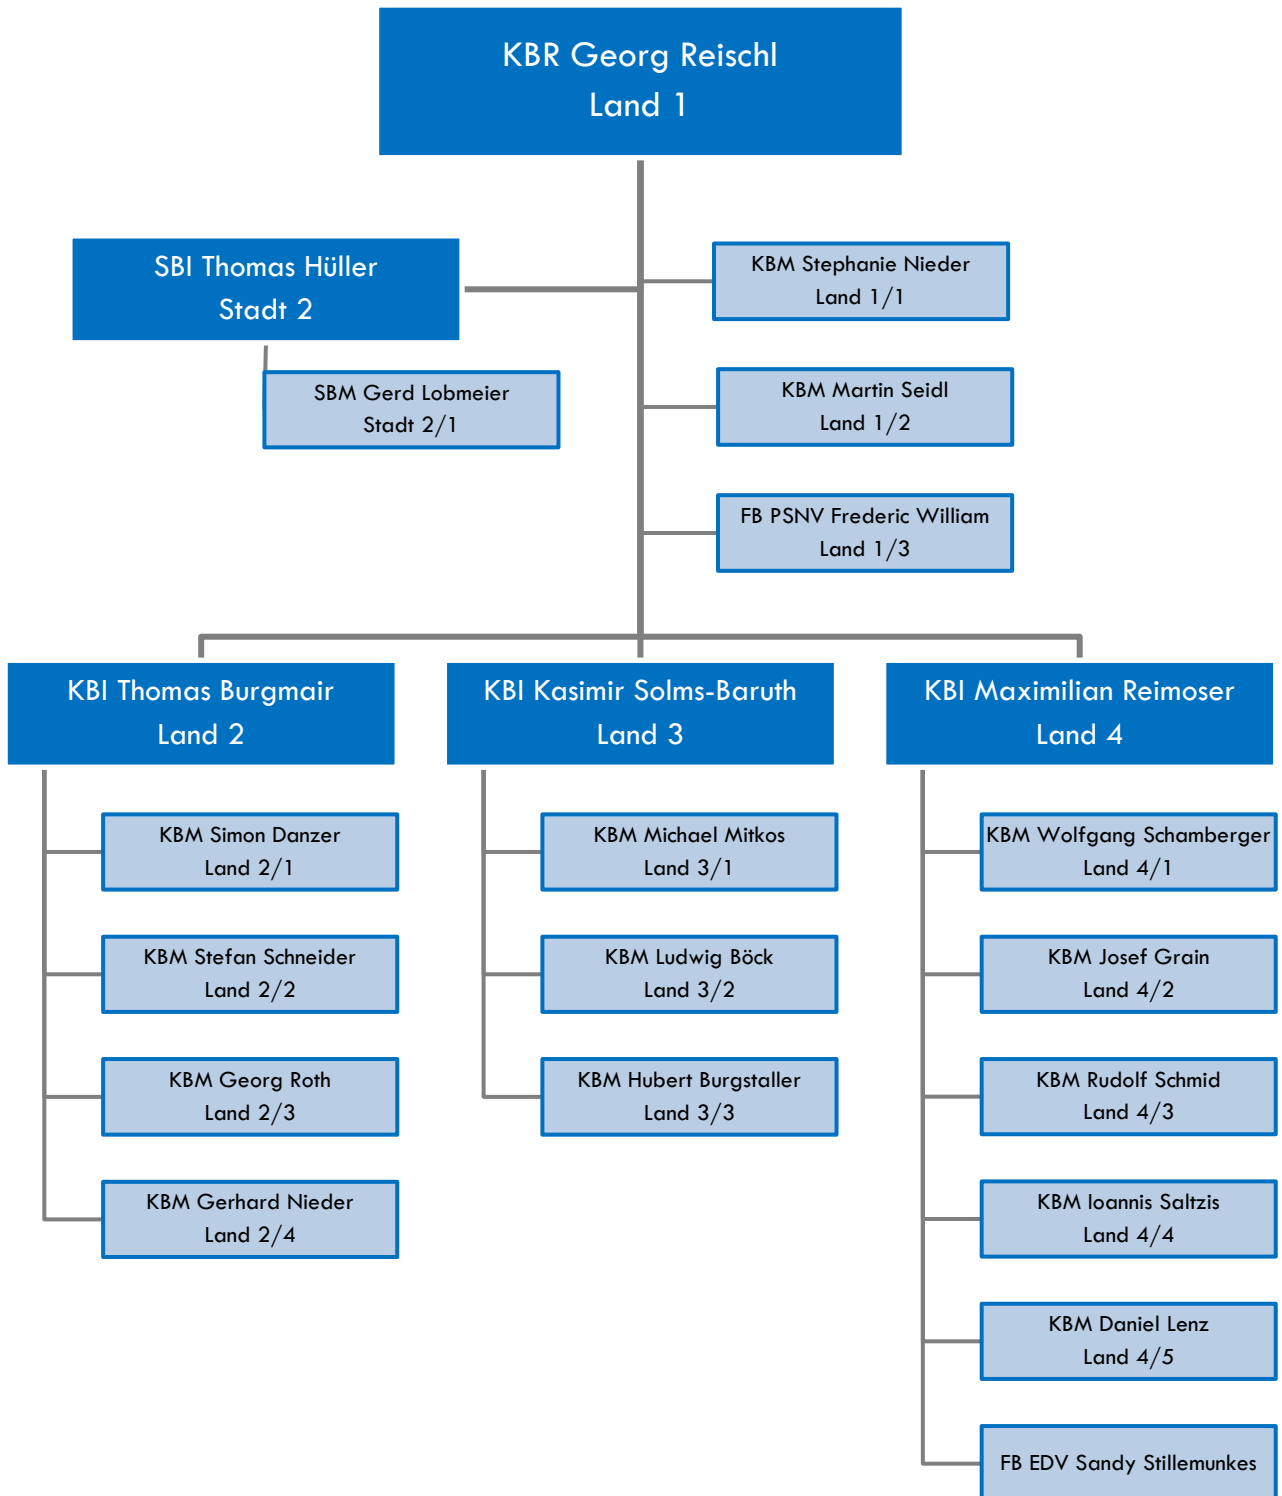 KBR Georg Reischl
Land 1
SBI Thomas Hüller
Stadt 2
SBM Gerd Lobmeier
Stadt 2/1
KBM Stephanie Nieder
Land 1/1
KBM Martin Seidl
Land 1/2
FB PSNV Frederic William
Land 1/3
KBI Thomas Burgmair
Land 2
KBM Simon Danzer
Land 2/1
KBM Stefan Schneider
Land 2/2
KBM Georg Roth
Land 2/3
KBM Gerhard Nieder
Land 2/4
KBI Kasimir Solms-Baruth
Land 3
KBM Michael Mitkos
Land 3/1
KBM Ludwig Böck
Land 3/2
KBM Hubert Burgstaller
Land 3/3
KBI Maximilian Reimoser
Land 4
KBM Wolfgang Schamberger
Land 4/1
KBM Josef Grain
Land 4/2
KBM Rudolf Schmid
Land 4/3
KBM Ioannis Saltzis
Land 4/4
KBM Daniel Lenz
Land 4/5
FB EDV Sandy Stillemunkes